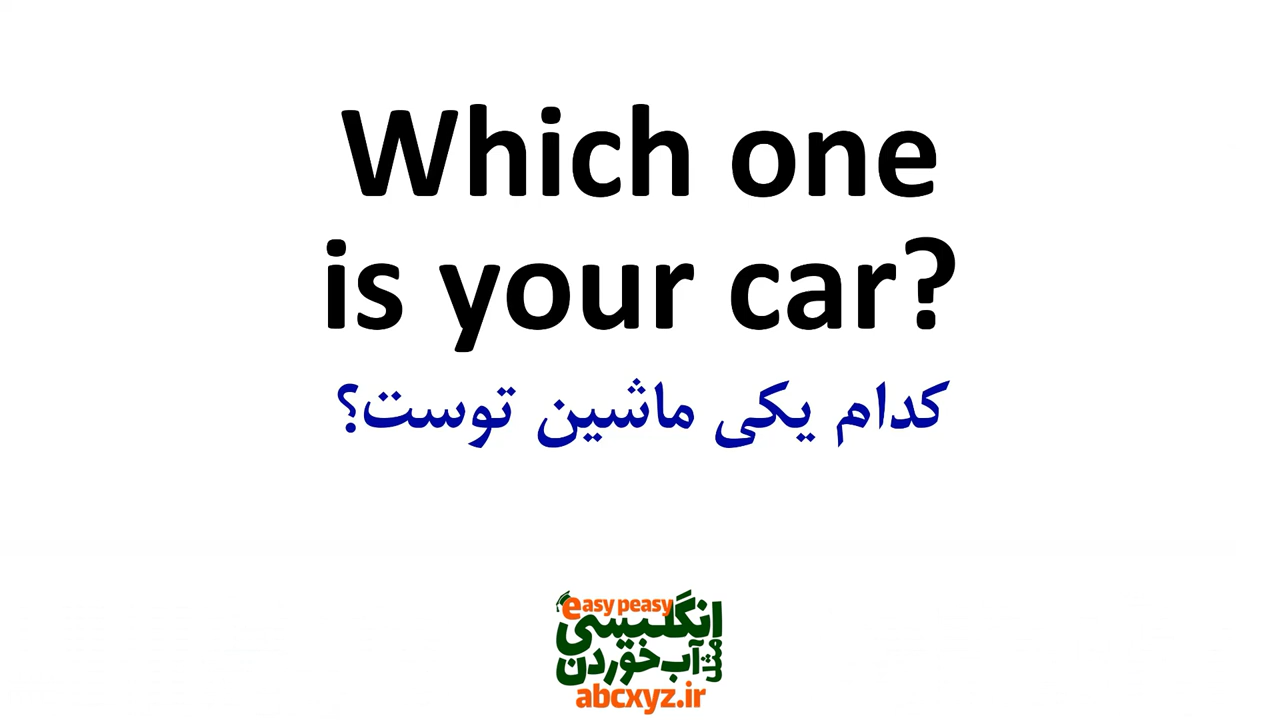 Which one
is your car?
کدام یکی ماشین توست؟
easy peasy
انگلیسی
مثل آب خوردن
abcxyz.ir